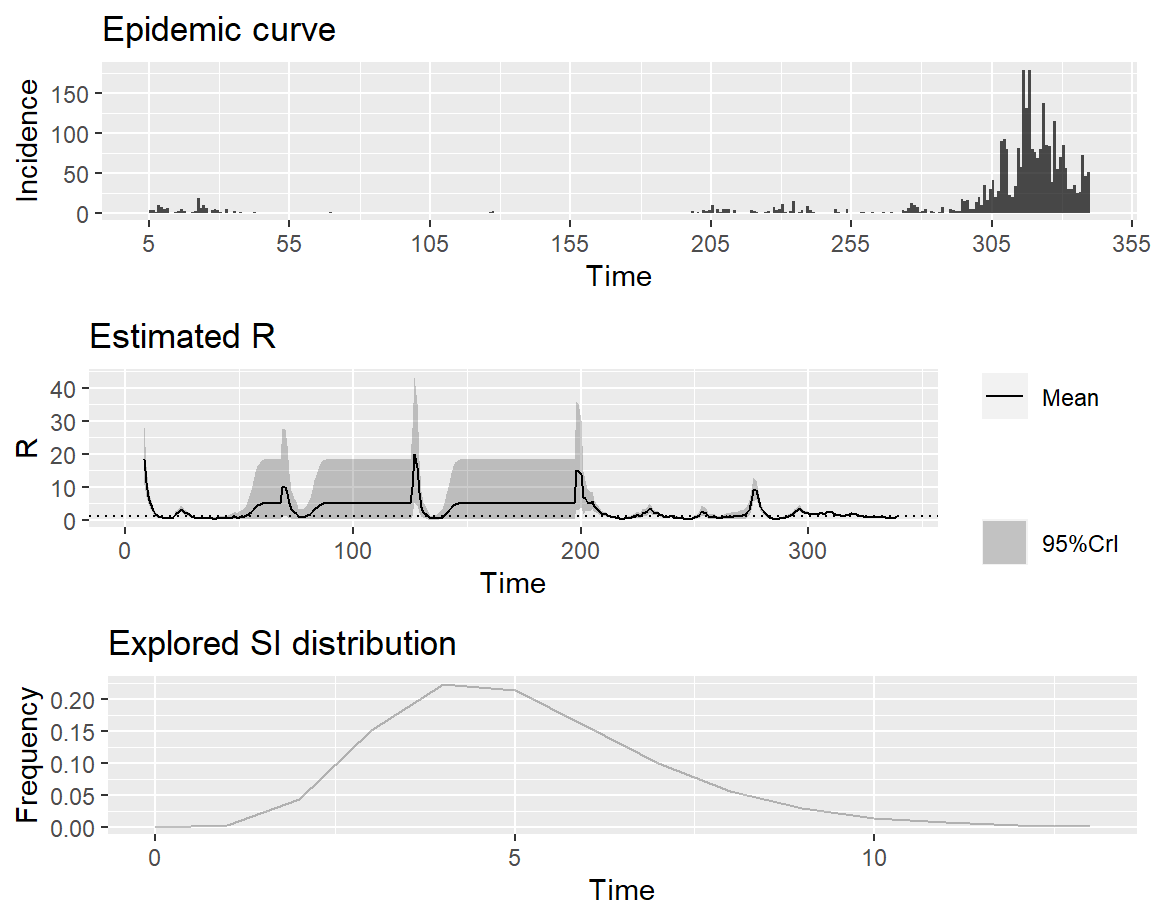 Epidemic curve
Incidence
150
100
50
0
5 55 105 155 205 255 305 355
Time
Estimated R
R
40
30
20
10
0
0 100 200 300
Time
Mean
95%CrI
Explored SI distribution
Frequency
0.20
0.15
0.10
0.05
0.00
0 5 10
Time